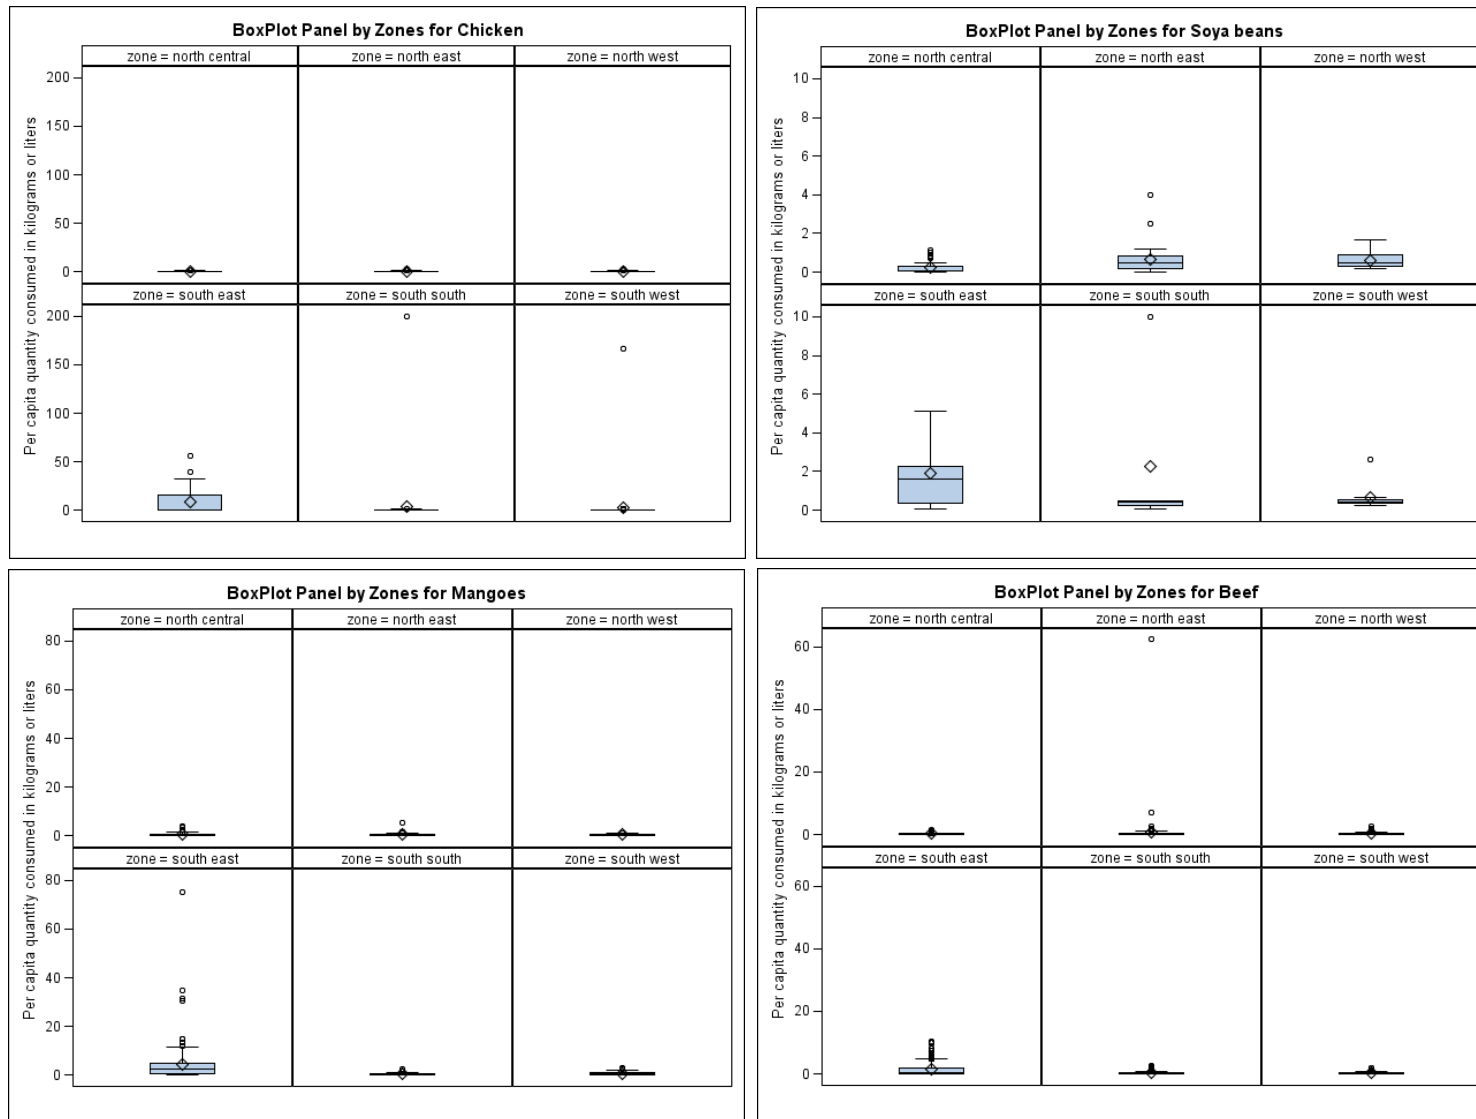 BoxPlot Panel by Zones for Chicken
zone = north central zone = north east zone = north west
200
150
100
50
0
zone = south east zone = south south zone = south west
200
150
100
50
0
Per capita quantity consumed in kilograms or liters
BoxPlot Panel by Zones for Soya beans
zone = north central zone = north east zone = north west
10
8
6
4
2
0
zone = south east zone = south south zone = south west
10
8
6
4
2
0
Per capita quantity consumed in kilograms or liters
BoxPlot Panel by Zones for Mangoes
zone = north central zone = north east zone = north west
80
60
40
20
0
zone = south east zone = south south zone = south west
80
60
40
20
0
Per capita quantity consumed in kilograms or liters
BoxPlot Panel by Zones for Beef
zone = north central zone = north east zone = north west
60
40
20
0
zone = south east zone = south south zone = south west
60
40
20
0
Per capita quantity consumed in kilograms or liters